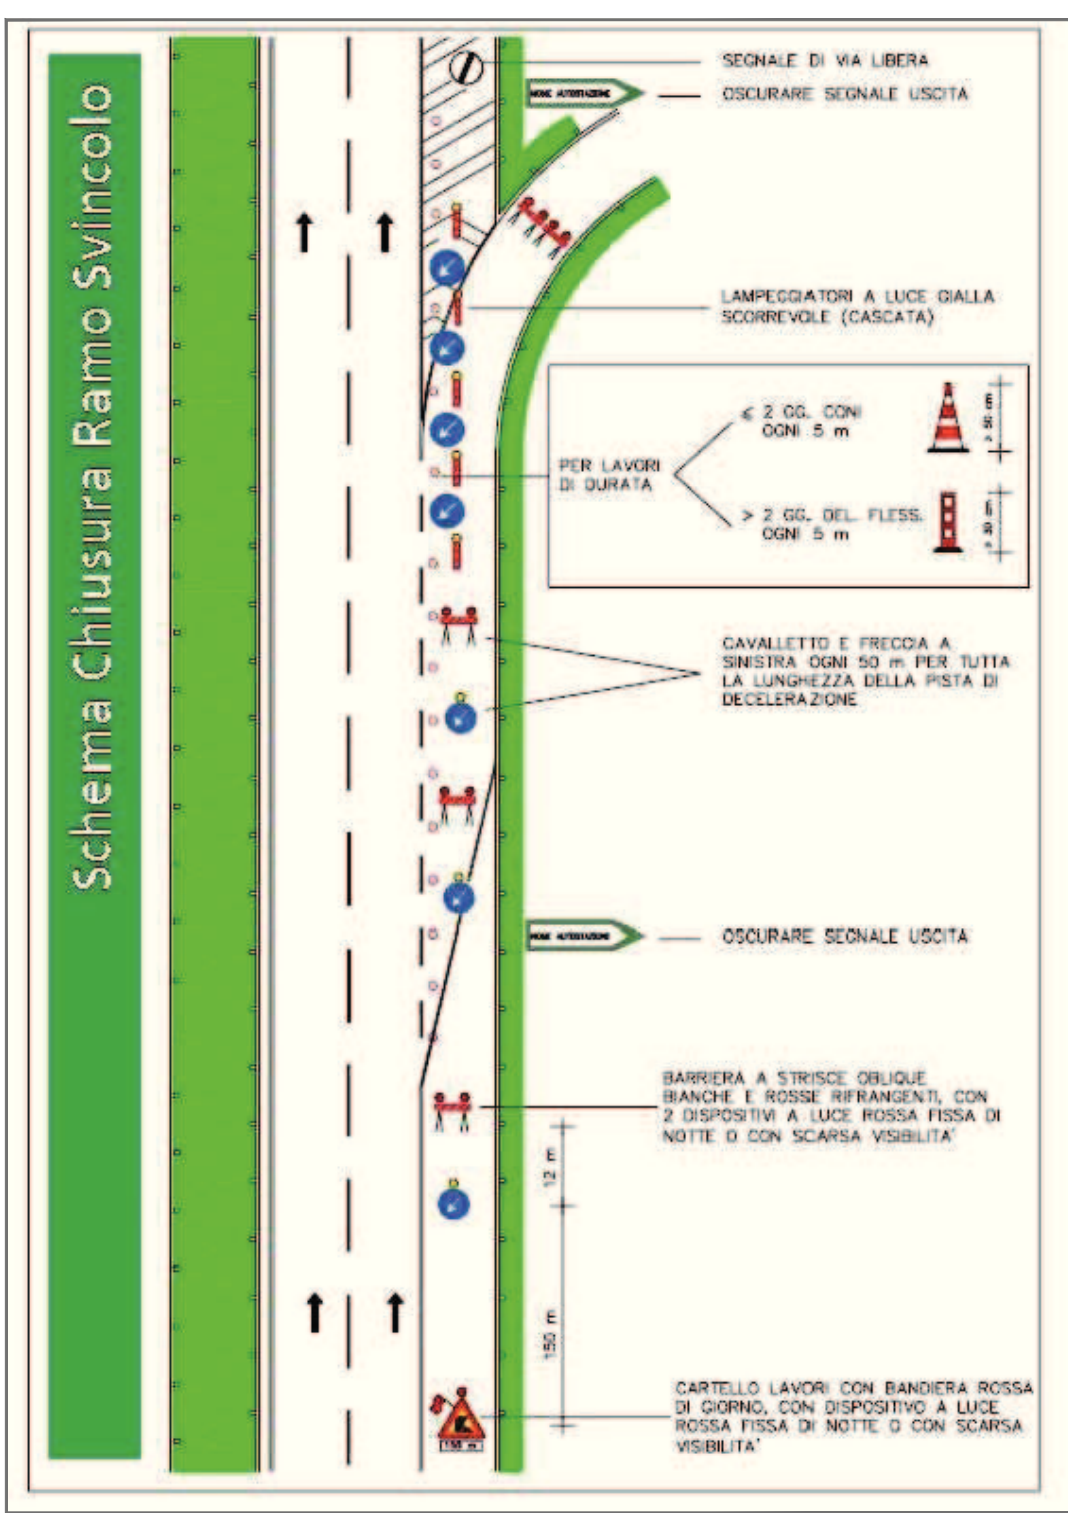 Schema Chiusura Ramo Svincolo
SEGNALE DI VIA LIBERA
NOME AUTOSTAZIONE
OSCURARE SEGNALE USCITA
LAMPEGGIATORI A LUCE GIALLA
SCORREVOLE (CASCATA)
⩽ 2 GG. CONI
OGNI 5 m
PER LAVORI
DI DURATA
> 2 GG. DEL. FLESS.
OGNI 5 m
CAVALLETTO E FRECCIA A
SINISTRA OGNI 50 m PER TUTTA
LA LUNGHEZZA DELLA PISTA DI
DECELERAZIONE
NOME AUTOSTAZIONE
OSCURARE SEGNALE USCITA
BARRIERA A STRISCE OBLIQUE
BIANCHE E ROSSE RIFRANGENTI, CON
2 DISPOSITIVI A LUCE ROSSA FISSA DI
NOTTE O CON SCARSA VISIBILITA'
12 m
150 m
CARTELLO LAVORI CON BANDIERA ROSSA
DI GIORNO, CON DISPOSITIVO A LUCE
ROSSA FISSA DI NOTTE O CON SCARSA
VISIBILITA'
150 m